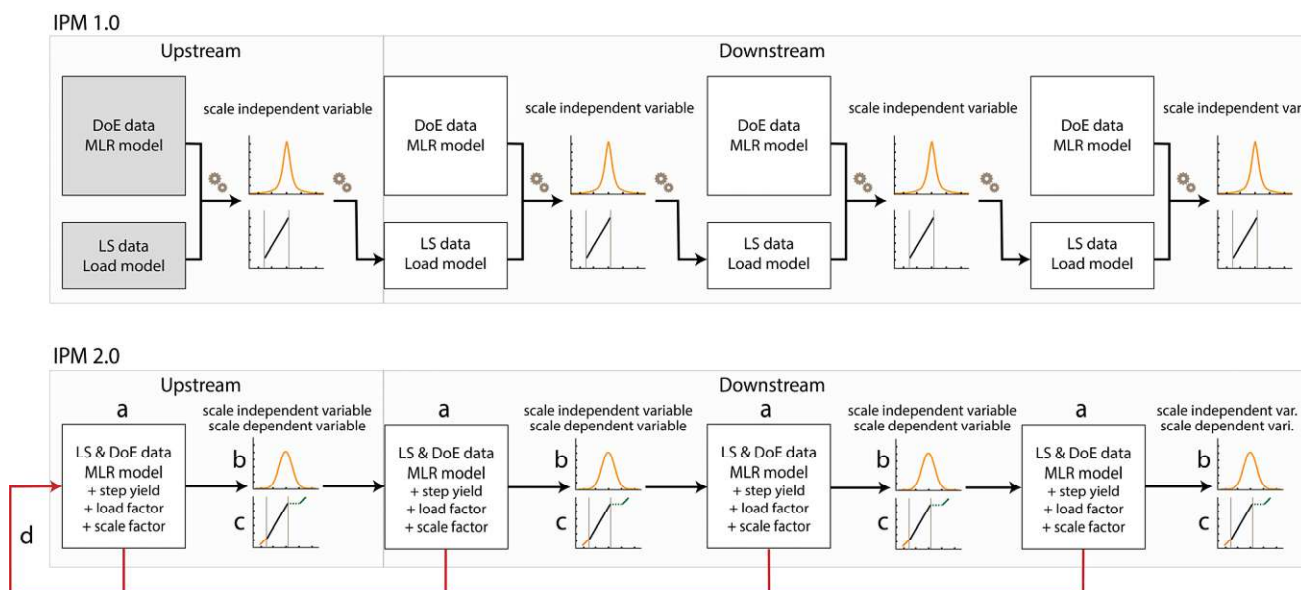 IPM 1.0
Upstream
Downstream
DoE data
MLR model
scale independent variable
LS data
Load model
DoE data
MLR model
scale independent variable
LS data
Load model
DoE data
MLR model
scale independent variable
LS data
Load model
DoE data
MLR model
scale independent var
LS data
Load model
IPM 2.0
Upstream
Downstream
a
LS & DoE data
MLR model
+ step yield
+ load factor
+ scale factor
scale independent variable
scale dependent variable
b
c
a
LS & DoE data
MLR model
+ step yield
+ load factor
+ scale factor
scale independent variable
scale dependent variable
b
c
a
LS & DoE data
MLR model
+ step yield
+ load factor
+ scale factor
scale independent variable
scale dependent variable
b
c
a
LS & DoE data
MLR model
+ step yield
+ load factor
+ scale factor
scale independent var.
scale dependent vari.
b
c
d